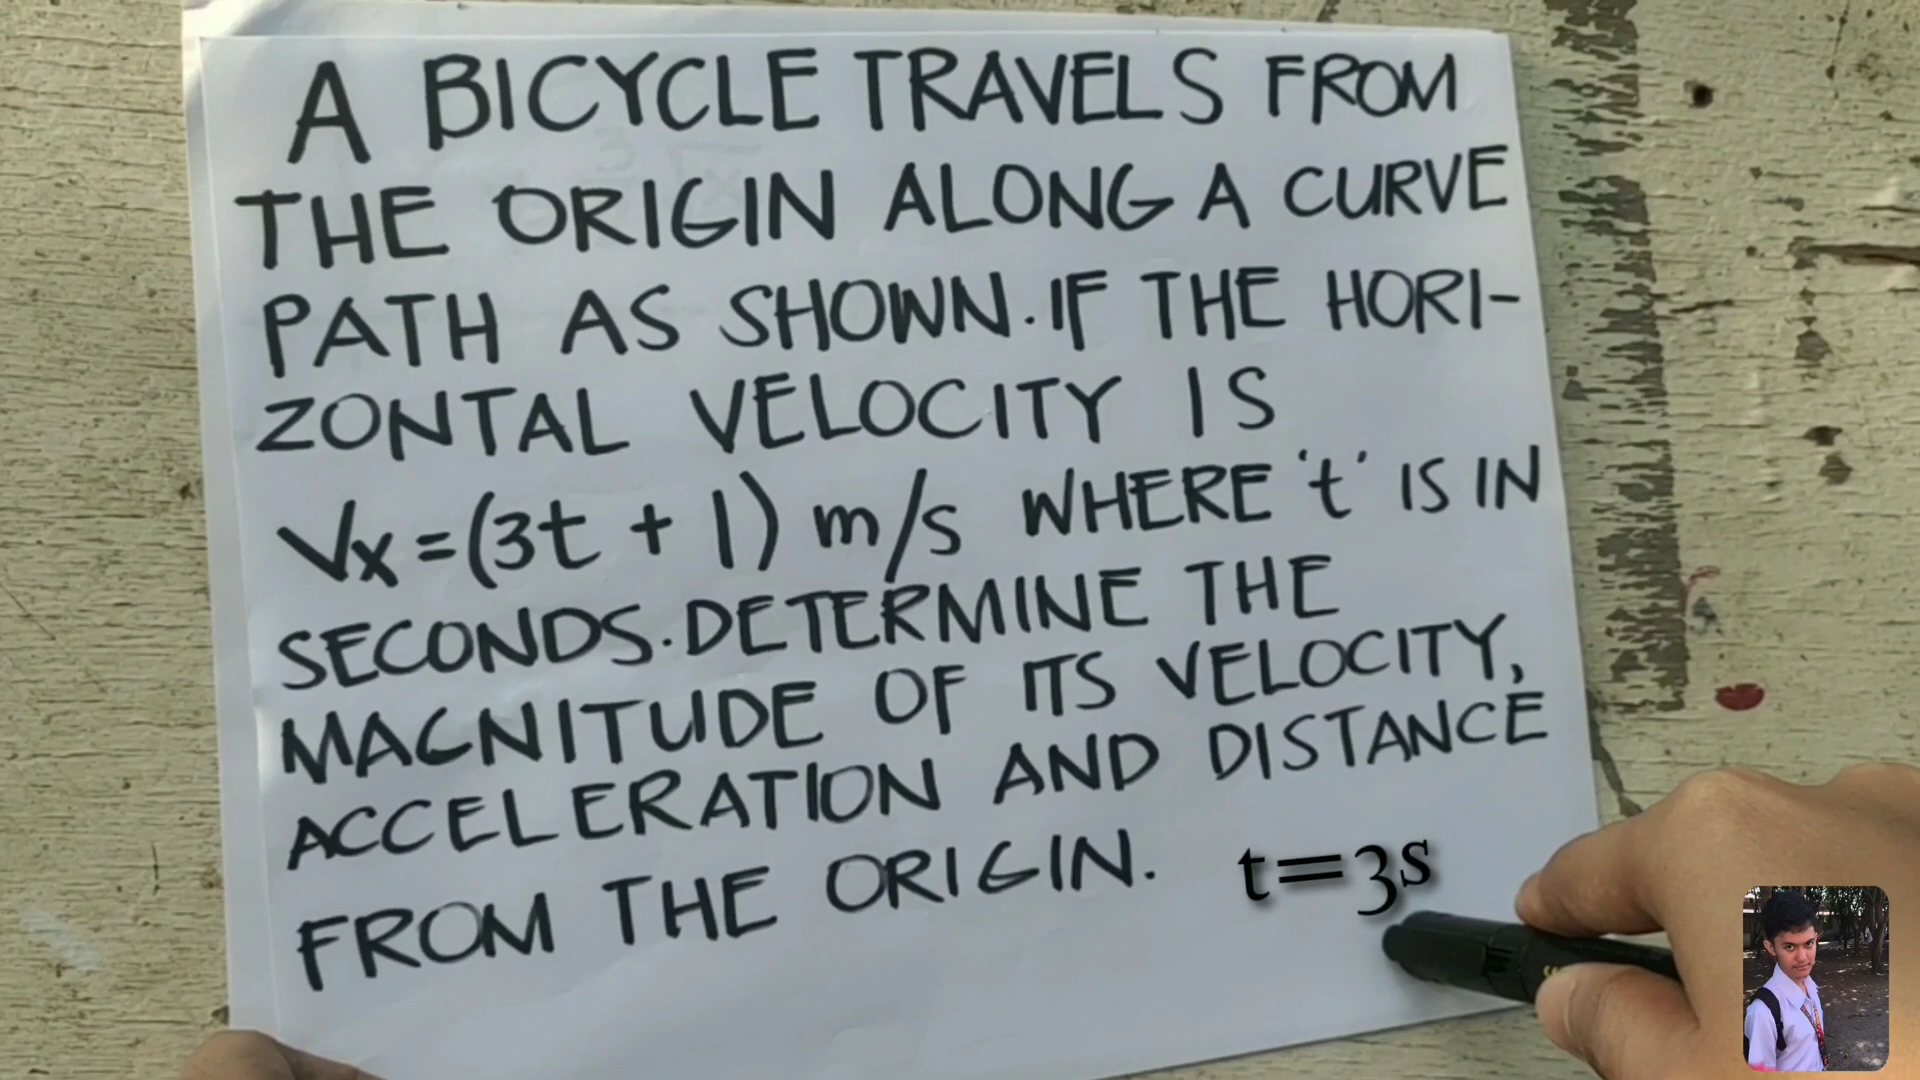 A BICYCLE TRAVELS FROM
THE ORIGIN ALONG A CURVE
PATH AS SHOWN. IF THE HORI-
ZONTAL VELOCITY IS
Vx=(3t + 1) m/s WHERE 't' IS IN
SECONDS. DETERMINE THE
MAGNITUDE OF ITS VELOCITY,
ACCELERATION AND DISTANCE
FROM THE ORIGIN. t=3s